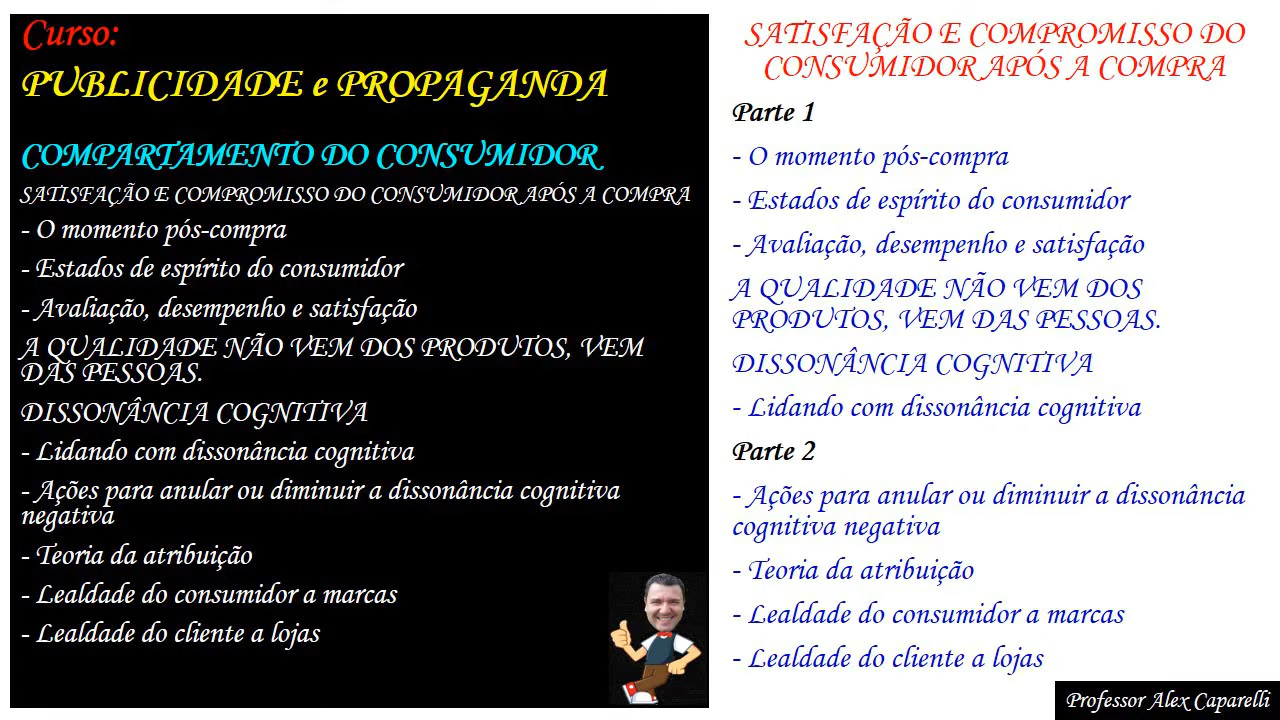 Curso:
PUBLICIDADE e PROPAGANDA
COMPARTAMENTO DO CONSUMIDOR
SATISFAÇÃO E COMPROMISSO DO CONSUMIDOR APÓS A COMPRA
- O momento pós-compra
- Estados de espírito do consumidor
- Avaliação, desempenho e satisfação
A QUALIDADE NÃO VEM DOS PRODUTOS, VEM
DAS PESSOAS.
DISSONÂNCIA COGNITIVA
- Lidando com dissonância cognitiva
- Ações para anular ou diminuir a dissonância cognitiva
negativa
- Teoria da atribuição
- Lealdade do consumidor a marcas
- Lealdade do cliente a lojas
SATISFAÇÃO E COMPROMISSO DO
CONSUMIDOR APÓS A COMPRA
Parte 1
- O momento pós-compra
- Estados de espírito do consumidor
- Avaliação, desempenho e satisfação
A QUALIDADE NÃO VEM DOS
PRODUTOS, VEM DAS PESSOAS.
DISSONÂNCIA COGNITIVA
- Lidando com dissonância cognitiva
Parte 2
- Ações para anular ou diminuir a dissonância
cognitiva negativa
- Teoria da atribuição
- Lealdade do consumidor a marcas
- Lealdade do cliente a lojas
Professor Alex Caparelli